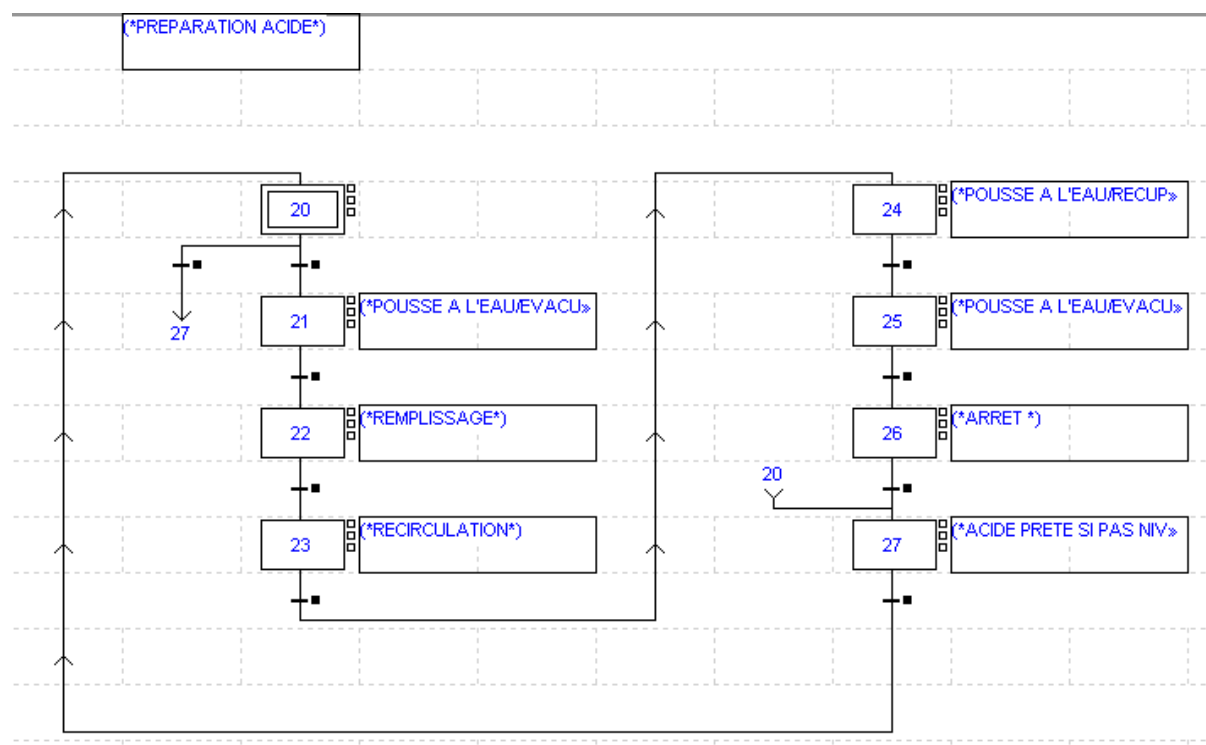 (*PREPARATION ACIDE*)
20
27
21
(*POUSSE A L'EAU/EVACU»
22
(*REMPLISSAGE*)
23
(*RECIRCULATION*)
24
(*POUSSE A L'EAU/RECUP»
25
(*POUSSE A L'EAU/EVACU»
26
(*ARRET *)
20
27
(*ACIDE PRETE SI PAS NIV»